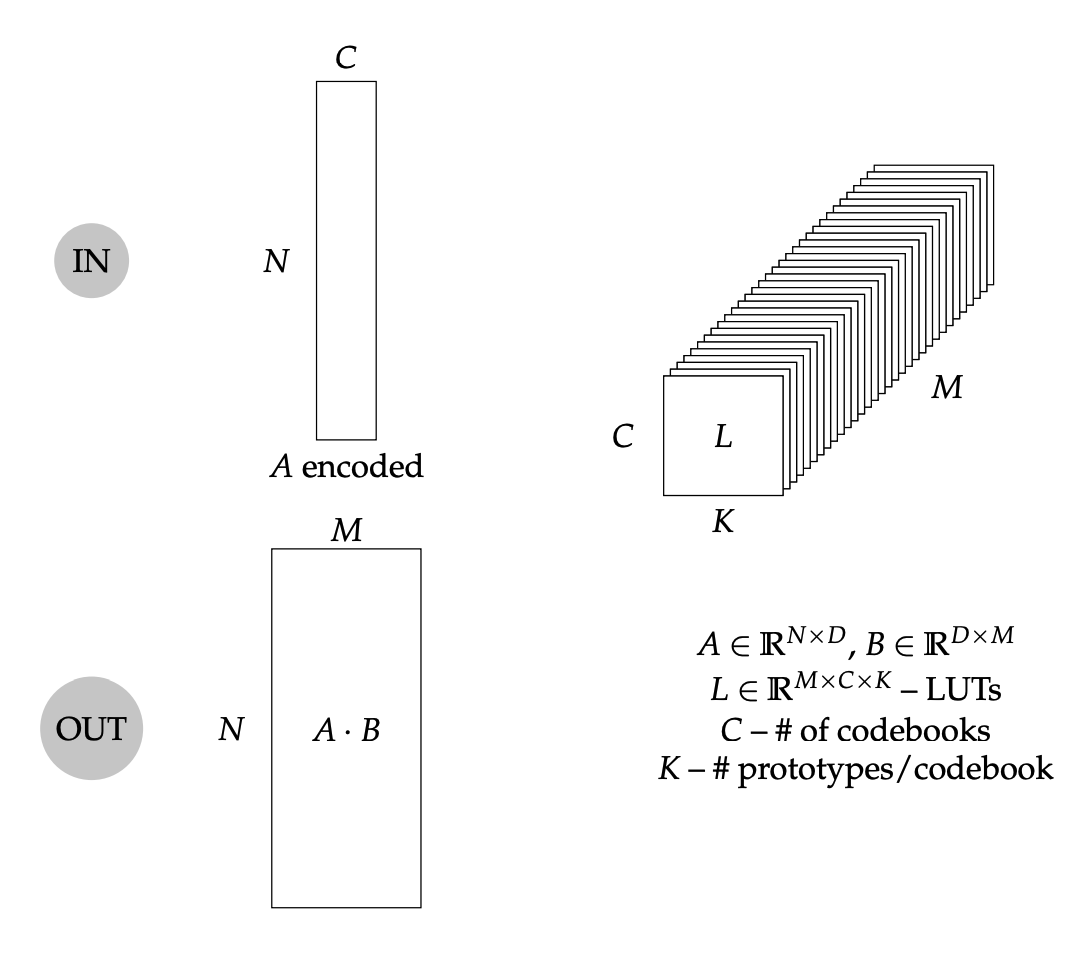 C
IN
N
A encoded
C
L
M
K
M
OUT
N
A · B
A ∈ ℝ^{N×D}, B ∈ ℝ^{D×M}
L ∈ ℝ^{M×C×K} – LUTs
C – # of codebooks
K – # prototypes/codebook